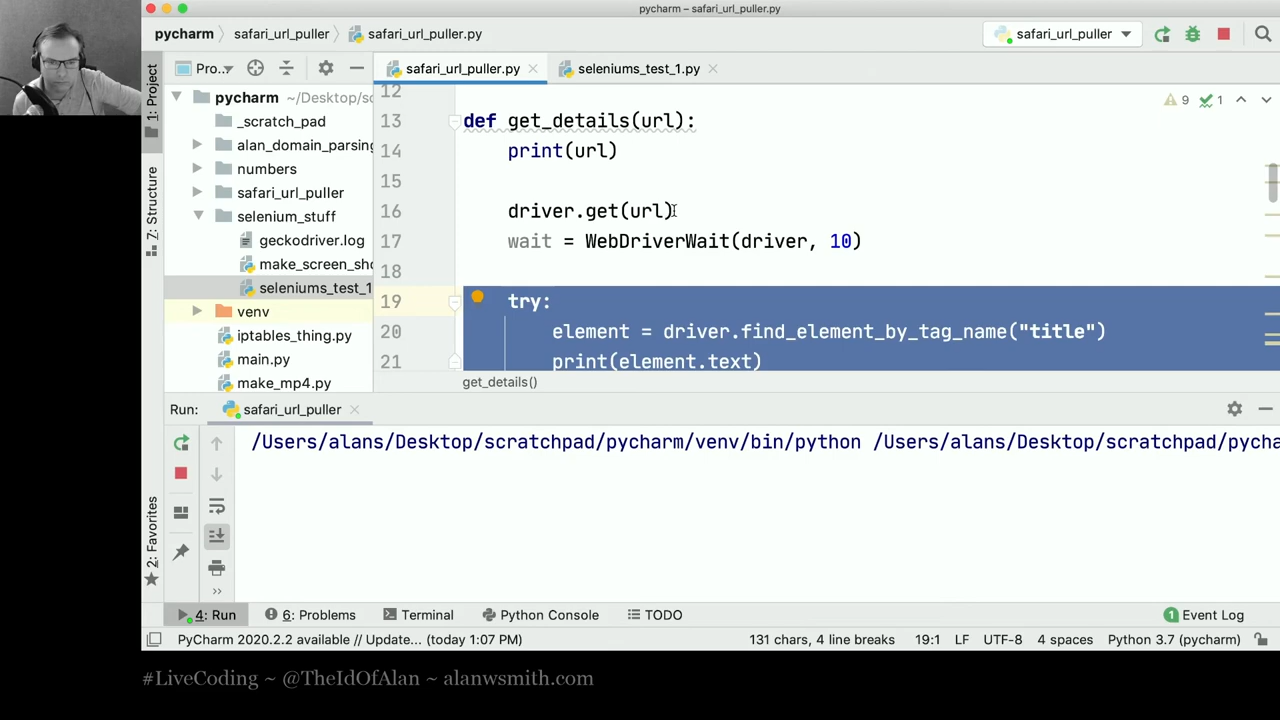 pycharm – safari_url_puller.py
pycharm safari_url_puller safari_url_puller.py safari_url_puller
1: Project
Pro... safari_url_puller.py seleniums_test_1.py
pycharm ~/Desktop/sc
_scratch_pad
alan_domain_parsing
numbers
safari_url_puller
selenium_stuff
geckodriver.log
make_screen_sho
seleniums_test_1
venv
iptables_thing.py
main.py
make_mp4.py
7: Structure
2: Favorites
9 1
12
13 def get_details(url):
14 print(url)
15
16 driver.get(url)
17 wait = WebDriverWait(driver, 10)
18
19 try:
20 element = driver.find_element_by_tag_name("title")
21 print(element.text)
get_details()
Run: safari_url_puller
/Users/alans/Desktop/scratchpad/pycharm/venv/bin/python /Users/alans/Desktop/scratchpad/pycha
4: Run 6: Problems Terminal Python Console TODO 1 Event Log
PyCharm 2020.2.2 available // Update... (today 1:07 PM) 131 chars, 4 line breaks 19:1 LF UTF-8 4 spaces Python 3.7 (pycharm)
#LiveCoding ~ @TheIdOfAlan ~ alanwsmith.com